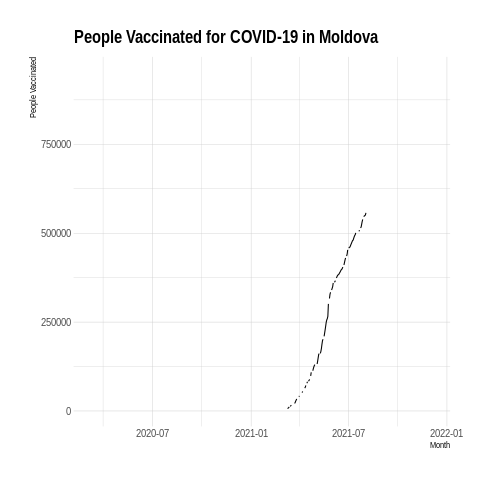 People Vaccinated for COVID-19 in Moldova
People Vaccinated
750000
500000
250000
0
2020-07 2021-01 2021-07 2022-01
Month